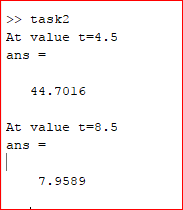 >> task2
At value t=4.5
ans =
44.7016
At value t=8.5
ans =
7.9589